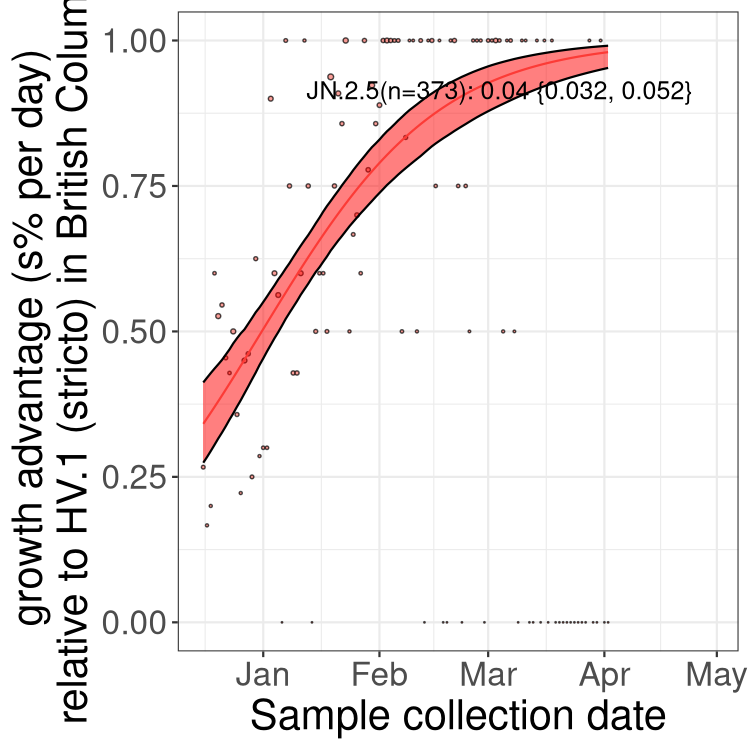 growth advantage (s% per day)
relative to HV.1 (stricto) in British Colum
1.00
0.75
0.50
0.25
0.00
JN.2.5(n=373): 0.04 {0.032, 0.052}
Jan Feb Mar Apr May
Sample collection date